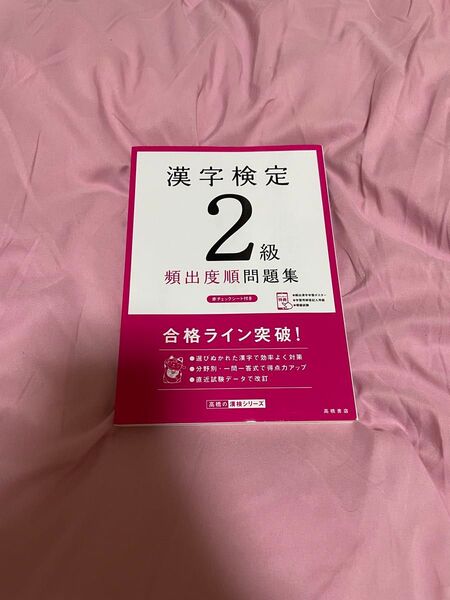 漢字検定
2級
頻出度順問題集
赤チェックシート付き
特典
合格ライン突破!
●選びぬかれた漢字で効率よく対策
●分野別・一問一答式で得点力アップ
●直近試験データで改訂
高橋の漢検シリーズ
高橋書店